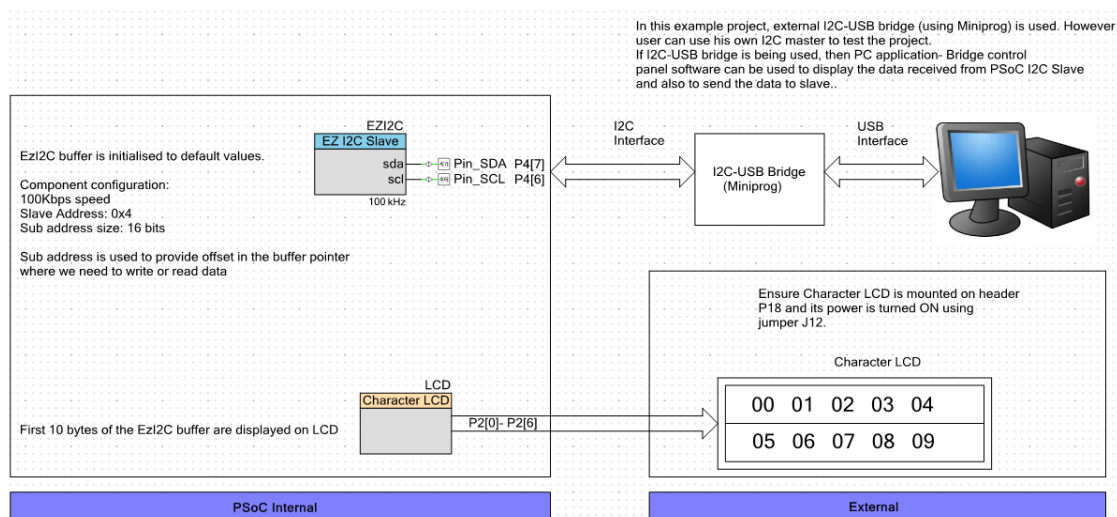 In this example project, external I2C-USB bridge (using Miniprog) is used. However
user can use his own I2C master to test the project.
If I2C-USB bridge is being used, then PC application- Bridge control
panel software can be used to display the data received from PSoC I2C Slave
and also to send the data to slave..
EZI2C
EZ I2C Slave
sda
Pin_SDA P4[7]
scl
Pin_SCL P4[6]
100 kHz
EzI2C buffer is initialised to default values.
Component configuration:
100Kbps speed
Slave Address: 0x4
Sub address size: 16 bits
Sub address is used to provide offset in the buffer pointer
where we need to write or read data
I2C
Interface
I2C-USB Bridge
(Miniprog)
USB
Interface
Ensure Character LCD is mounted on header
P18 and its power is turned ON using
jumper J12.
Character LCD
00 01 02 03 04
05 06 07 08 09
LCD
Character LCD
P2[0]- P2[6]
First 10 bytes of the EzI2C buffer are displayed on LCD
PSoC Internal
External